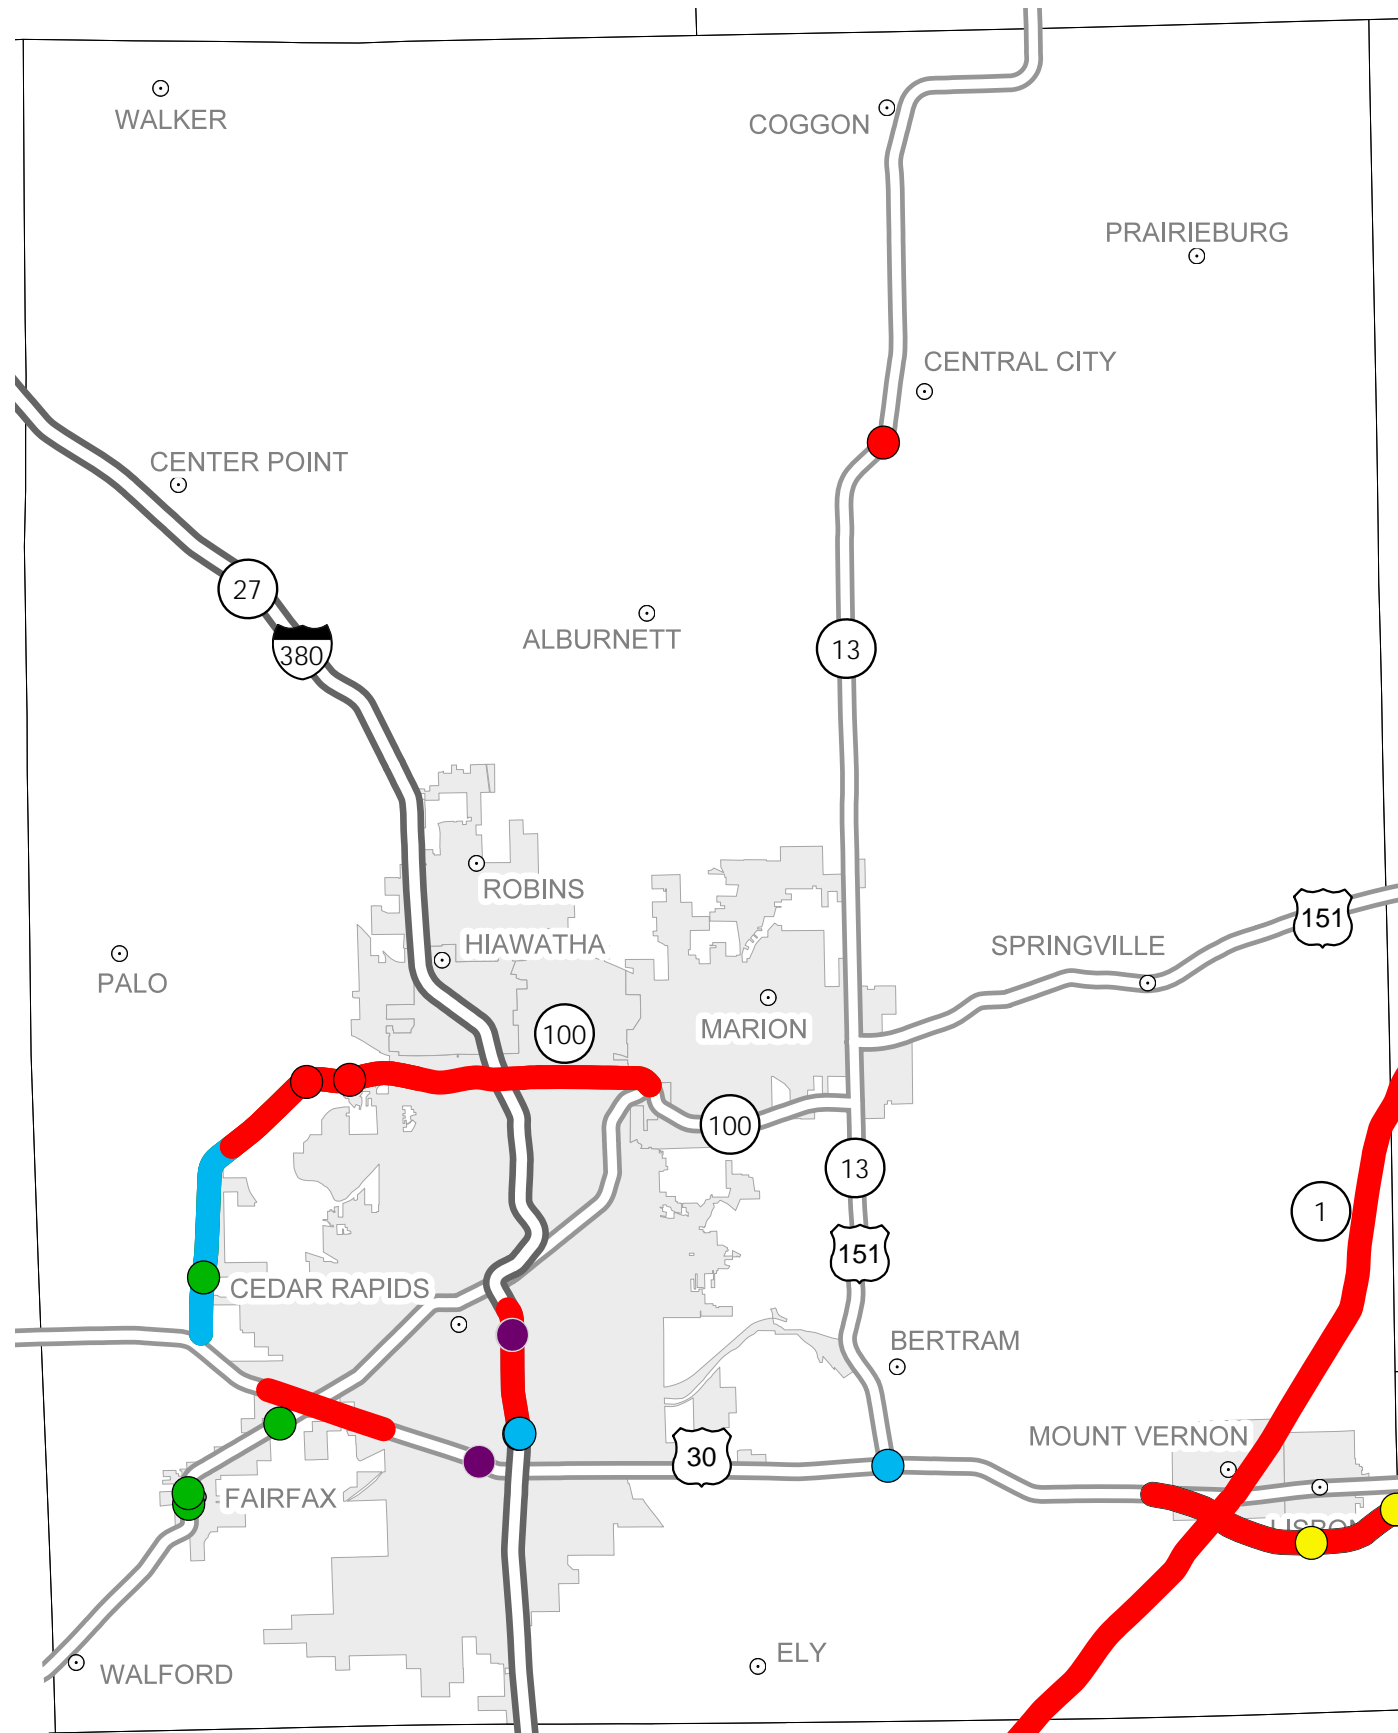 WALKER
COGGON
PRAIRIEBURG
CENTRAL CITY
CENTER POINT
27
380
ALBURNETT
13
ROBINS
151
HIAWATHA
SPRINGVILLE
PALO
MARION
100
100
13
1
151
CEDAR RAPIDS
BERTRAM
MOUNT VERNON
30
FAIRFAX
LISBON
ELY
WALFORD